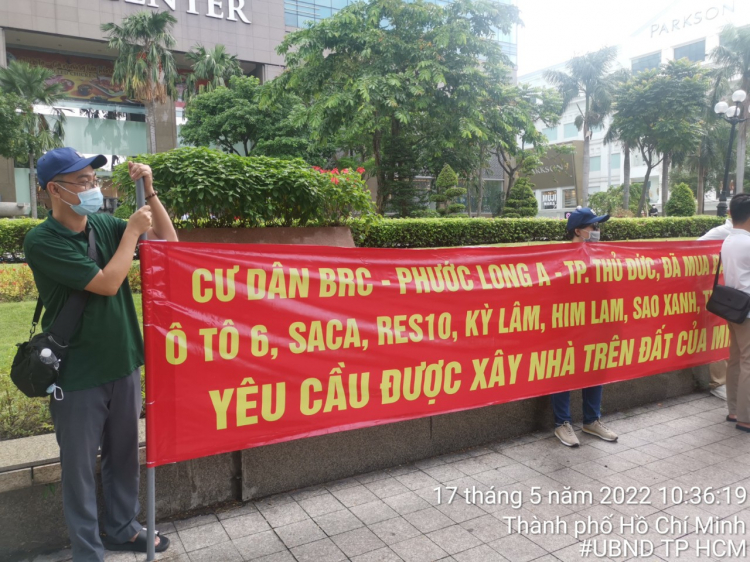 CENTER
PARKSON
MUJI
CƯ DÂN BRC - PHƯỚC LONG A - TP. THỦ ĐỨC, ĐÃ MUA
Ô TÔ 6, SACA, RES10, KỲ LÂM, HIM LAM, SAO XANH,
YÊU CẦU ĐƯỢC XÂY NHÀ TRÊN ĐẤT CỦA
17 tháng 5 năm 2022 10:36:19
Thành phố Hồ Chí Minh
#UBND TP HCM